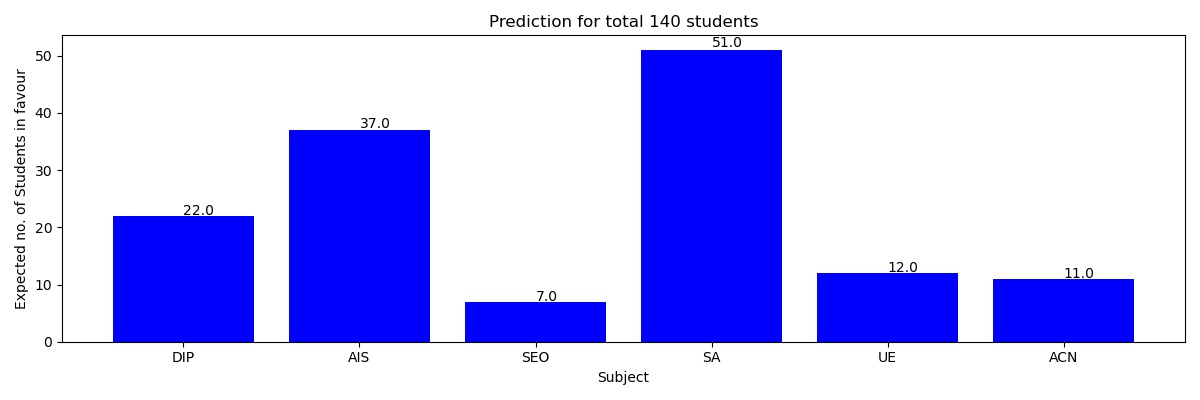 Prediction for total 140 students
Expected no. of Students in favour
50
40
30
20
10
0
22.0
37.0
7.0
51.0
12.0
11.0
DIP
AIS
SEO
SA
UE
ACN
Subject